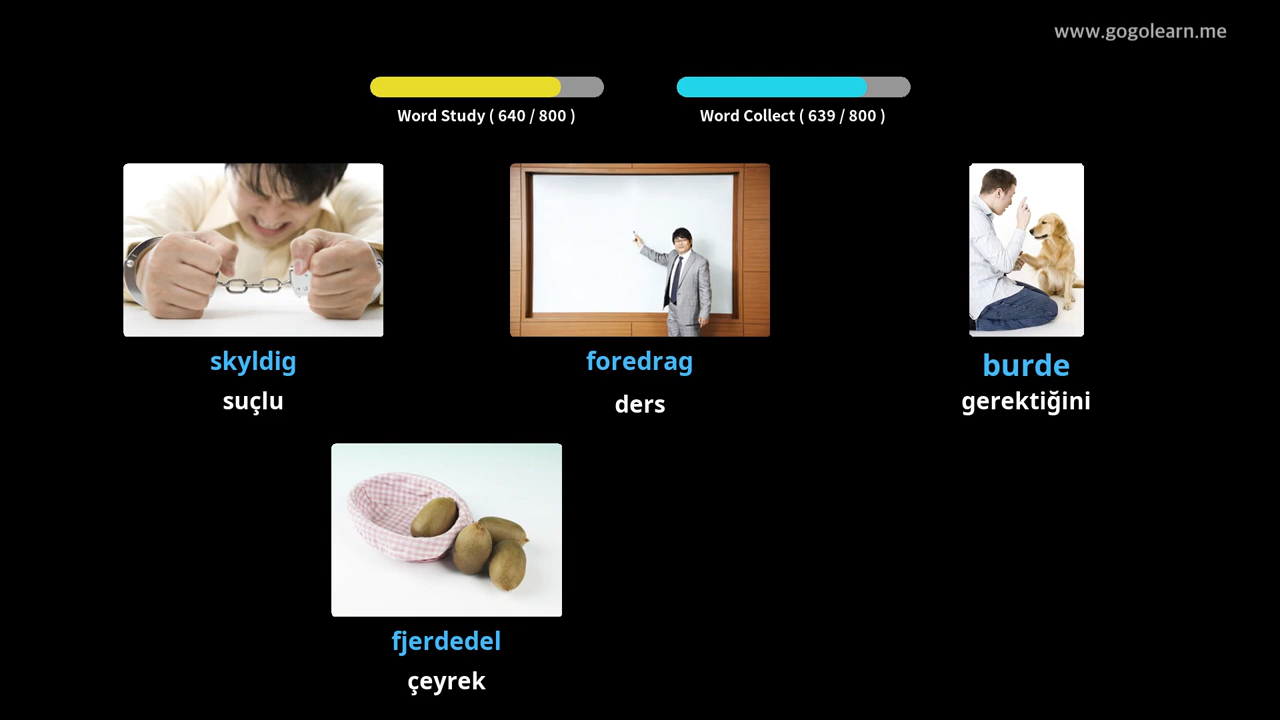 www.gogolearn.me
Word Study ( 640 / 800 )
Word Collect ( 639 / 800 )
skyldig
suçlu
foredrag
ders
burde
gerektiğini
fjerdedel
çeyrek